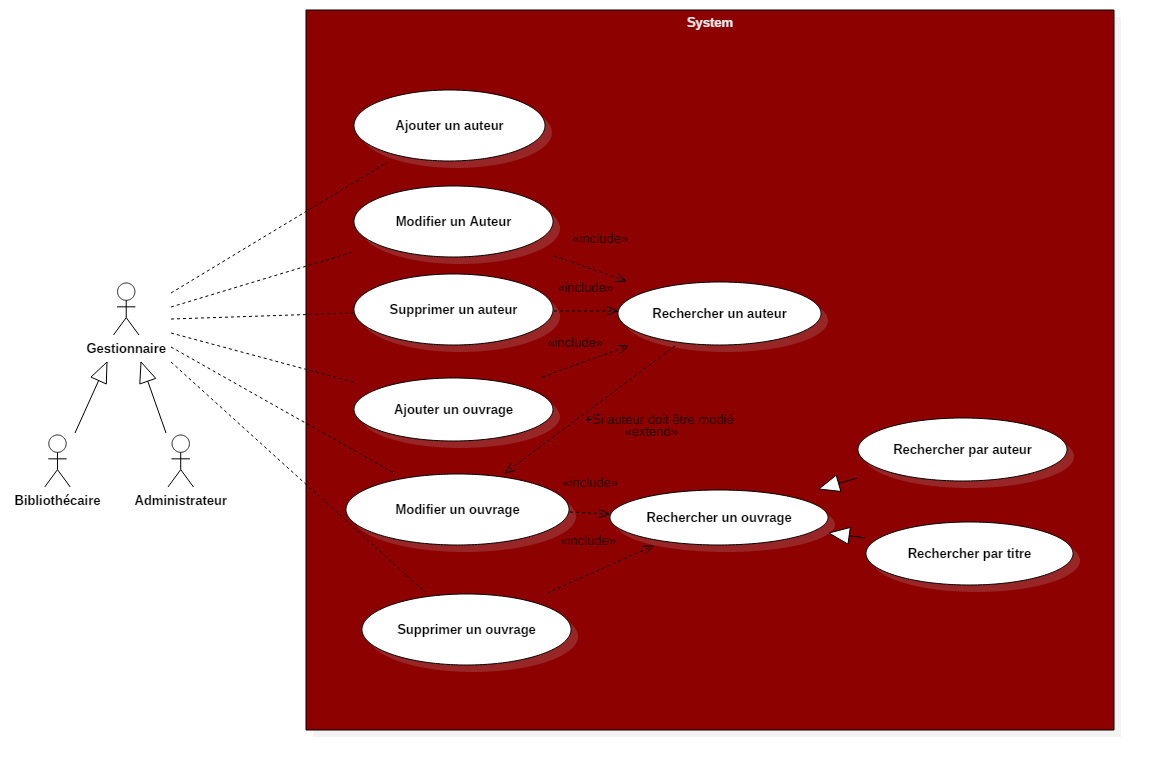 System
Ajouter un auteur
Modifier un Auteur
«include»
Supprimer un auteur
«include»
Rechercher un auteur
Gestionnaire
«include»
Ajouter un ouvrage
+Si auteur doit être modié
«extend»
Rechercher par auteur
Bibliothécaire
Administrateur
«include»
Modifier un ouvrage
Rechercher un ouvrage
«include»
Rechercher par titre
Supprimer un ouvrage